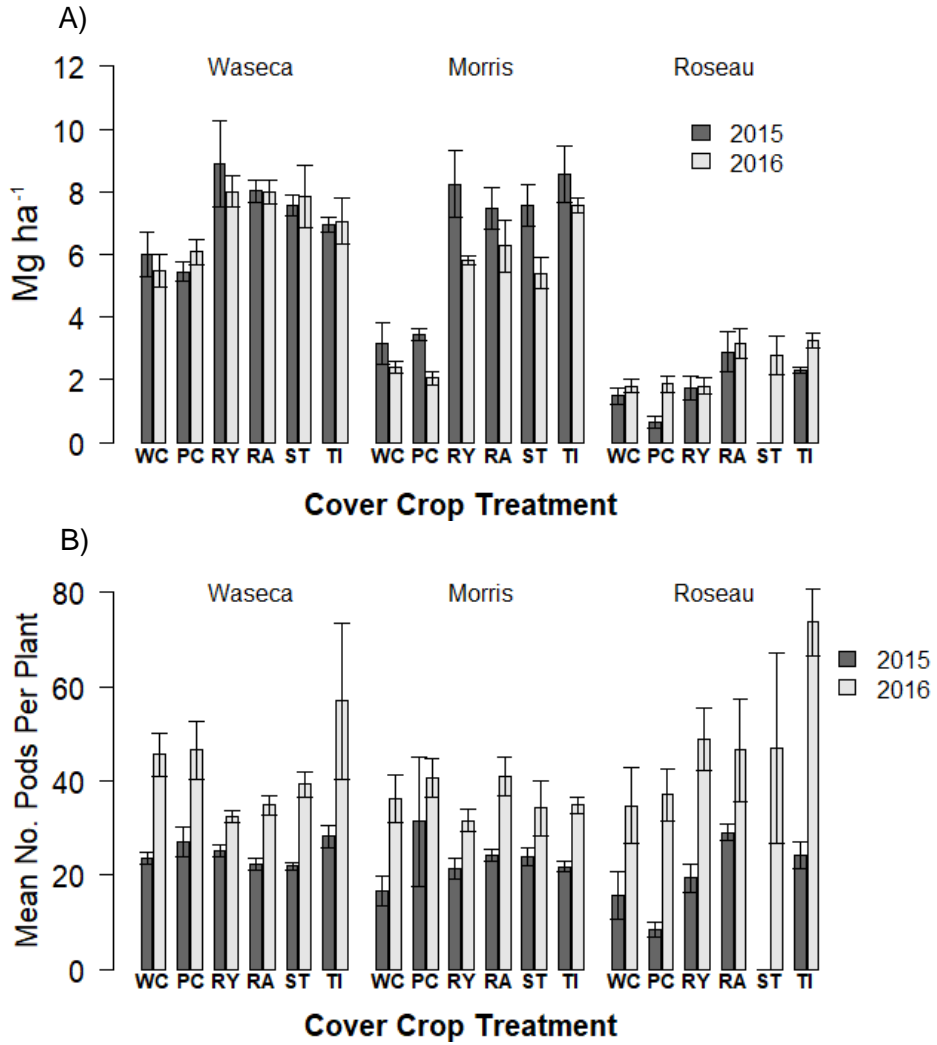 A)
Waseca Morris Roseau
12
10
8
6
4
2
0
Mg ha⁻¹
2015
2016
WC PC RY RA ST TI WC PC RY RA ST TI WC PC RY RA ST TI
Cover Crop Treatment
B)
Waseca Morris Roseau
80
60
40
20
0
Mean No. Pods Per Plant
2015
2016
WC PC RY RA ST TI WC PC RY RA ST TI WC PC RY RA ST TI
Cover Crop Treatment